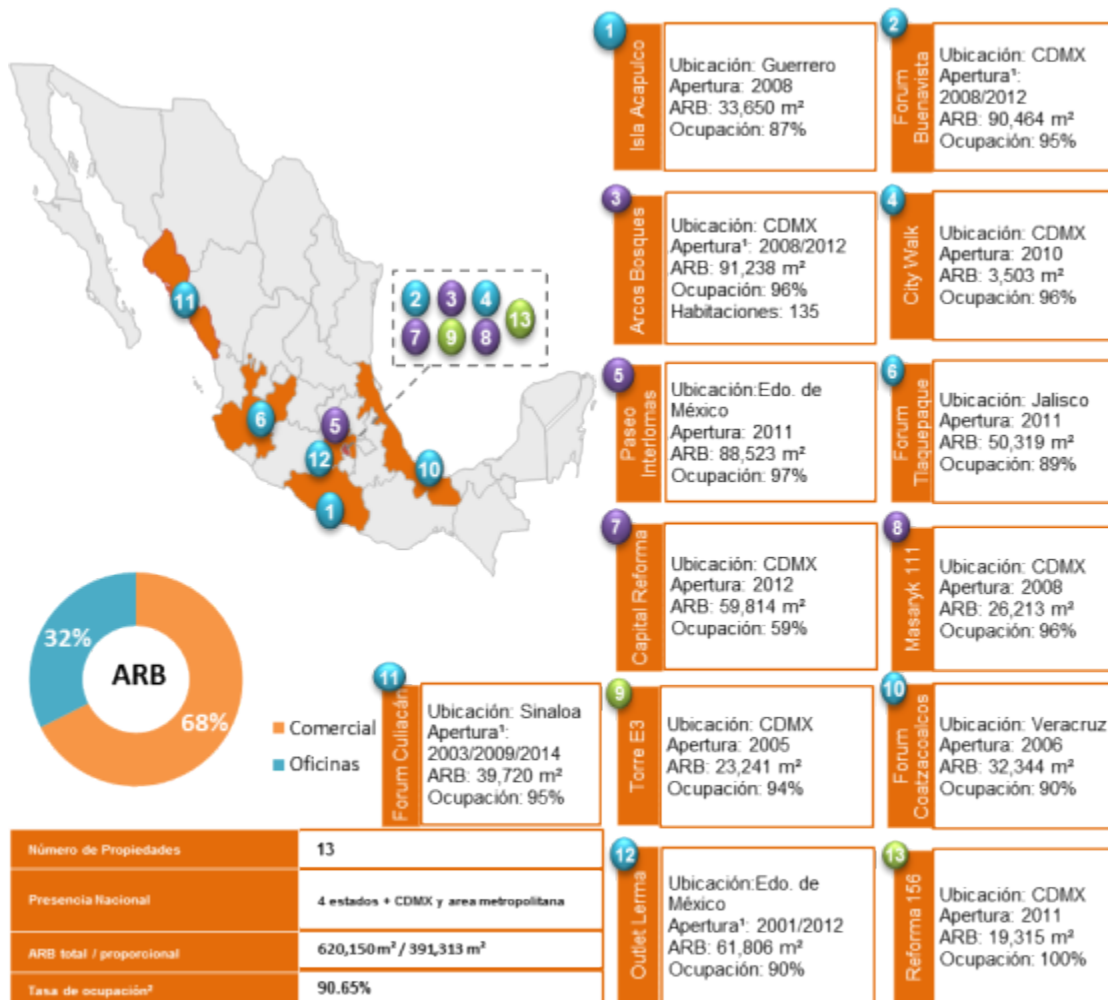 1
Isla Acapulco
Ubicación: Guerrero
Apertura: 2008
ARB: 33,650 m²
Ocupación: 87%
2
Forum
Buenavista
Ubicación: CDMX
Apertura¹:
2008/2012
ARB: 90,464 m²
Ocupación: 95%
3
Arcos Bosques
Ubicación: CDMX
Apertura¹: 2008/2012
ARB: 91,238 m²
Ocupación: 96%
Habitaciones: 135
4
City Walk
Ubicación: CDMX
Apertura: 2010
ARB: 3,503 m²
Ocupación: 96%
5
Paseo
Interlomas
Ubicación:Edo. de
México
Apertura: 2011
ARB: 88,523 m²
Ocupación: 97%
6
Forum
Tlaquepaque
Ubicación: Jalisco
Apertura: 2011
ARB: 50,319 m²
Ocupación: 89%
7
Capital Reforma
Ubicación: CDMX
Apertura: 2012
ARB: 59,814 m²
Ocupación: 59%
8
Masaryk 111
Ubicación: CDMX
Apertura: 2008
ARB: 26,213 m²
Ocupación: 96%
11
Forum Culiacán
Ubicación: Sinaloa
Apertura¹:
2003/2009/2014
ARB: 39,720 m²
Ocupación: 95%
9
Torre E3
Ubicación: CDMX
Apertura: 2005
ARB: 23,241 m²
Ocupación: 94%
10
Forum
Coatzacoalcos
Ubicación: Veracruz
Apertura: 2006
ARB: 32,344 m²
Ocupación: 90%
12
Outlet Lerma
Ubicación:Edo. de
México
Apertura¹: 2001/2012
ARB: 61,806 m²
Ocupación: 90%
13
Reforma 156
Ubicación: CDMX
Apertura: 2011
ARB: 19,315 m²
Ocupación: 100%
2 3 4 13
7 9 8
11
6
5
12
10
1
32%
ARB
68%
Comercial
Oficinas
Número de Propiedades 13
Presencia Nacional 4 estados + CDMX y area metropolitana
ARB total / proporcional 620,150 m² / 391,313 m²
Tasa de ocupación² 90.65%